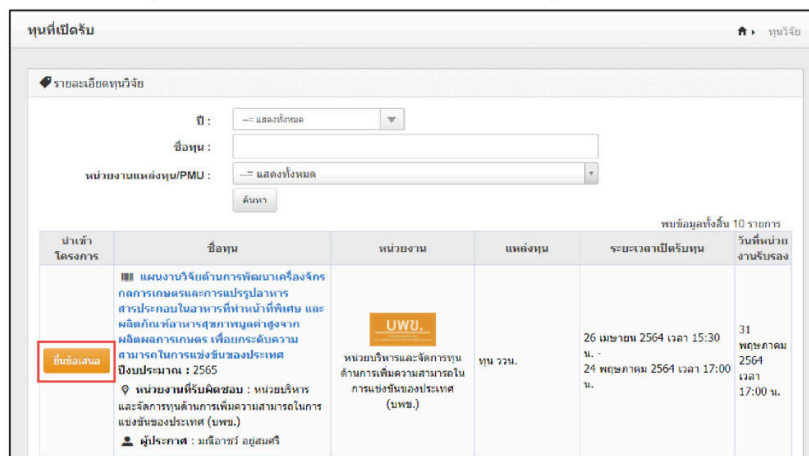 ทุนที่เปิดรับ
ทุนวิจัย
รายละเอียดทุนวิจัย
ปี :
--= แสดงทั้งหมด
ชื่อทุน :
หน่วยงานแหล่งทุน/PMU :
--= แสดงทั้งหมด
ค้นหา
พบข้อมูลทั้งสิ้น 10 รายการ
นำเข้า
โครงการ
ชื่อทุน
หน่วยงาน
แหล่งทุน
ระยะเวลาเปิดรับทุน
วันที่หน่วย
งานรับรอง
ยื่นข้อเสนอ
แผนงานวิจัยด้านการพัฒนาเครื่องจักร
กลการเกษตรและการแปรรูปอาหาร
สารประกอบในอาหารที่ทำหน้าที่พิเศษ และ
ผลิตภัณฑ์อาหารสุขภาพมูลค่าสูงจาก
ผลิตผลการเกษตร เพื่อยกระดับความ
สามารถในการแข่งขันของประเทศ
ปีงบประมาณ : 2565
หน่วยงานที่รับผิดชอบ : หน่วยบริหาร
และจัดการทุนด้านการเพิ่มความสามารถในการ
แข่งขันของประเทศ (บพข.)
ผู้ประกาศ : มณีอาชว์ อยู่สมศรี
บพข.
หน่วยบริหารและจัดการทุน
ด้านการเพิ่มความสามารถใน
การแข่งขันของประเทศ
(บพข.)
ทุน ววน.
26 เมษายน 2564 เวลา 15:30
น. -
24 พฤษภาคม 2564 เวลา 17:00
น.
31
พฤษภาคม
2564
เวลา
17:00 น.